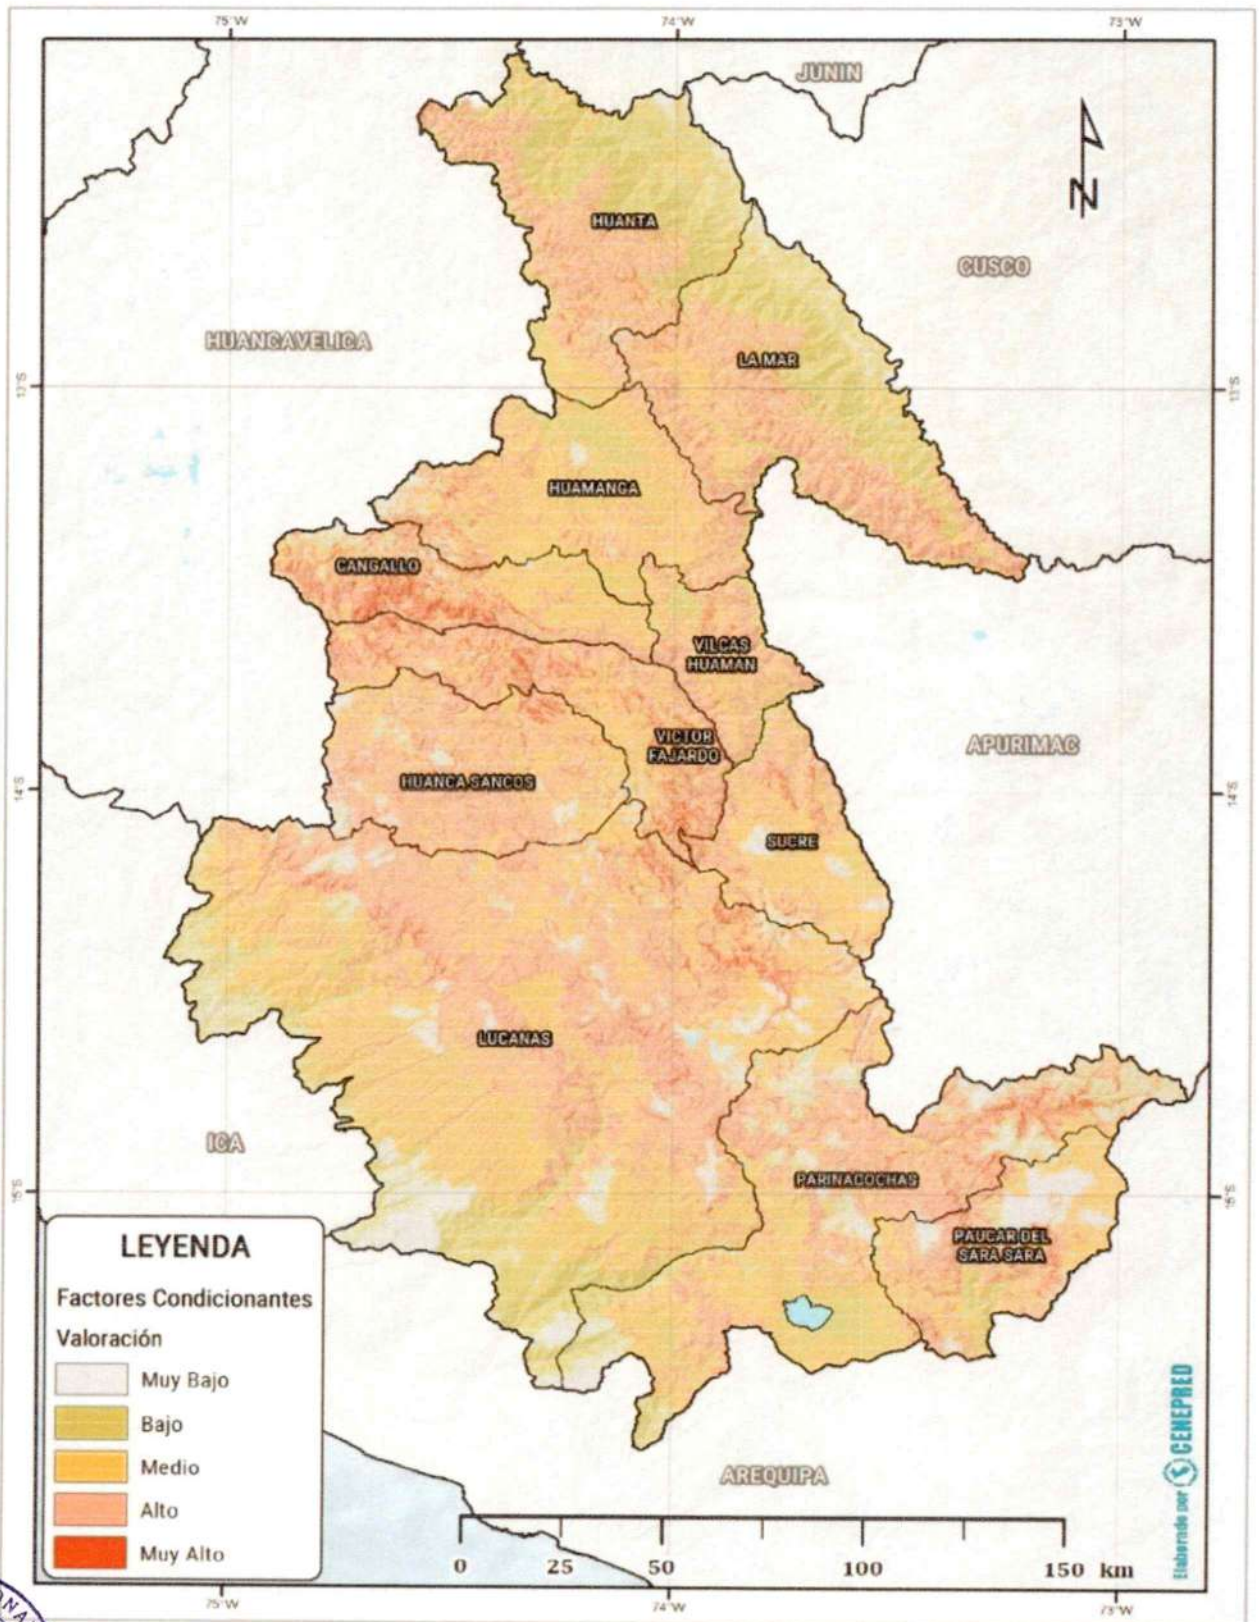 75°W 74°W 73°W
JUNIN
N
HUANTA
CUSCO
HUANCAVELICA
LA MAR
13°S 13°S
HUAMANGA
CANGALLO
VILCAS
HUAMAN
VICTOR
FAJARDO
APURIMAC
HUANCA SANCOS
14°S 14°S
SUCRE
LUCANAS
ICA
PARINACOCHAS
15°S 15°S
PAUCAR DEL
SARA SARA
LEYENDA
Factores Condicionantes
Valoración
Muy Bajo
Bajo
Medio
Alto
Muy Alto
AREQUIPA
0 25 50 100 150 km
Elaborado por CENEPRED
75°W 74°W 73°W